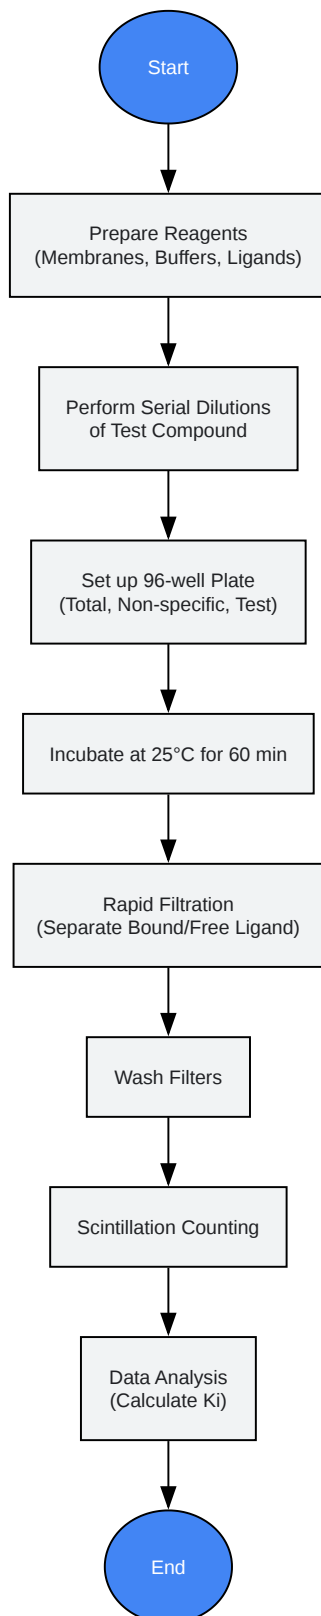 Start
Prepare Reagents
(Membranes, Buffers, Ligands)
Perform Serial Dilutions
of Test Compound
Set up 96-well Plate
(Total, Non-specific, Test)
Incubate at 25°C for 60 min
Rapid Filtration
(Separate Bound/Free Ligand)
Wash Filters
Scintillation Counting
Data Analysis
(Calculate Ki)
End